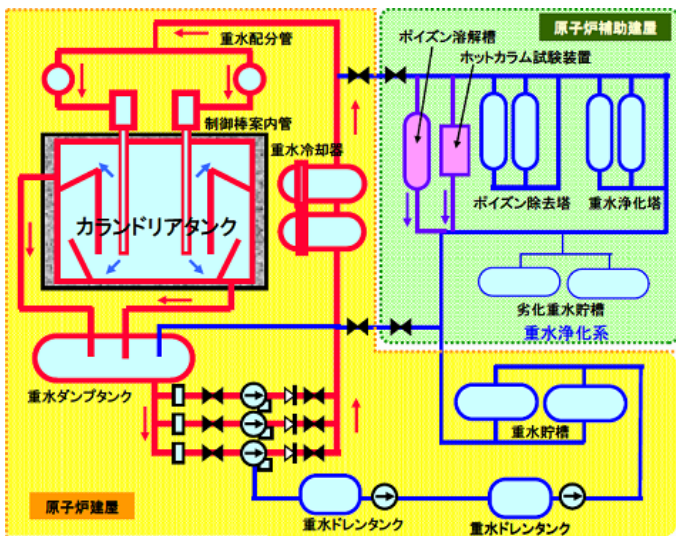 原子炉補助建屋
重水配分管
ポイズン溶解槽
ホットカラム試験装置
制御棒案内管
重水冷却器
カランドリアタンク
ポイズン除去塔
重水浄化塔
劣化重水貯槽
重水浄化系
重水ダンプタンク
重水貯槽
原子炉建屋
重水ドレンタンク
重水ドレンタンク